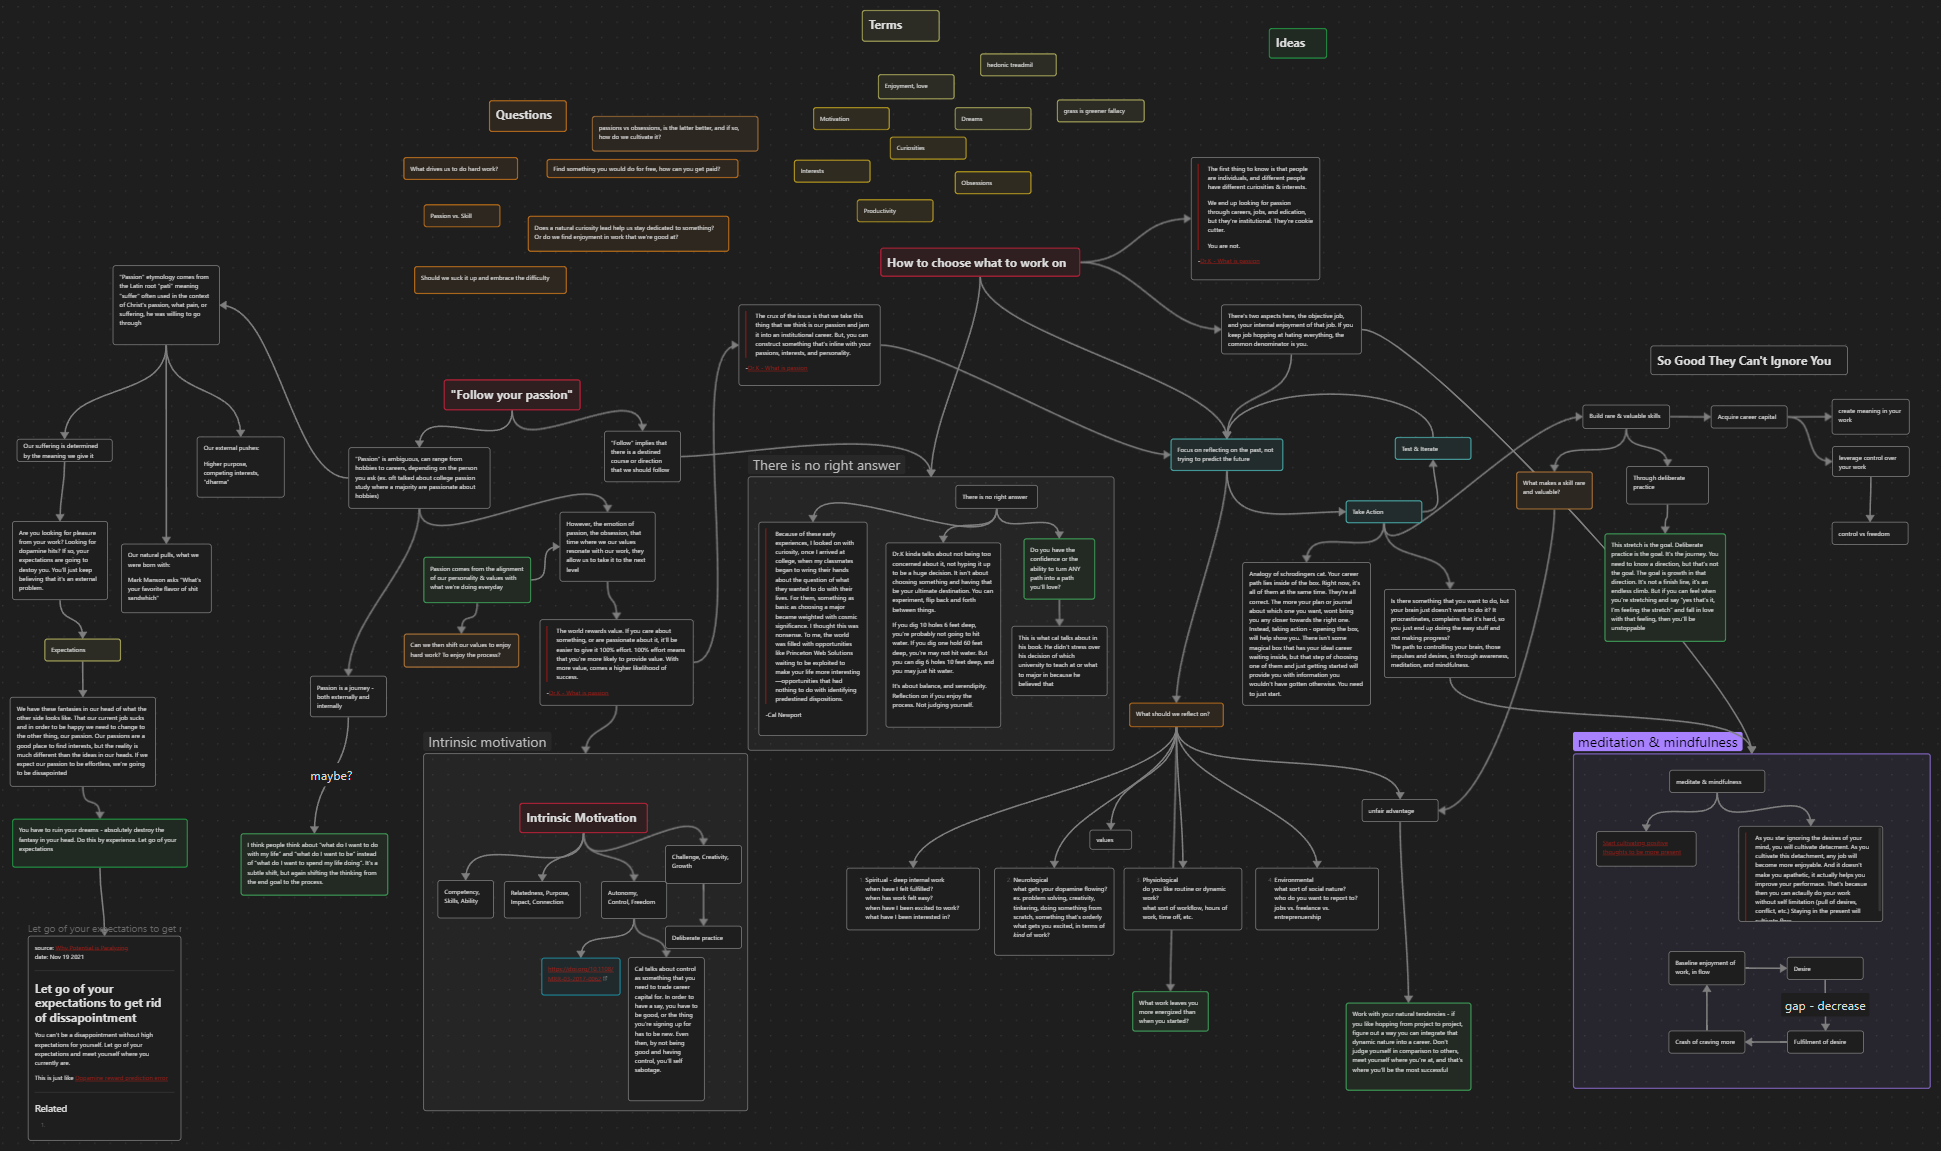 Terms
Ideas
hedonic treadmil
Enjoyment, love
grass is greener fallacy
Motivation
Dreams
Curiosities
Interests
Obsessions
Productivity
Questions
passions vs obsessions, is the latter better, and if so,
how do we cultivate it?
What drives us to do hard work?
Find something you would do for free, how can you get paid?
Passion vs. Skill
Does a natural curiosity lead help us stay dedicated to something?
Or do we find enjoyment in work that we're good at?
Should we suck it up and embrace the difficulty
How to choose what to work on
The first thing to know is that people
are individuals, and different people
have different curiosities & interests.
We end up looking for passion
through careers, jobs, and edication,
but they're institutional. They're cookie
cutter.
You are not.
-Dr.K - What is passion
There's two aspects here, the objective job,
and your internal enjoyment of that job. If you
keep job hopping at hating everything, the
common denominator is you.
The crux of the issue is that we take this
thing that we think is our passion and jam
it into an institutional career. But, you can
construct something that's inline with your
passions, interests, and personality.
-Dr.K - What is passion
"Passion" etymology comes from
the Latin root "pati" meaning
"suffer" often used in the context
of Christ's passion, what pain, or
suffering, he was willing to go
through
"Follow your passion"
"Passion" is ambiguous, can range from
hobbies to careers, depending on the person
you ask (ex. oft talked about college passion
study where a majority are passionate about
hobbies)
"Follow" implies that
there is a destined
course or direction
that we should follow
Our suffering is determined
by the meaning we give it
Our external pushes:
Higher purpose,
competing interests,
"dharma"
Are you looking for pleasure
from your work? Looking for
dopamine hits? If so, your
expectations are going to
destoy you. You'll just keep
believing that it's an external
problem.
Our natural pulls, what we
were born with:
Mark Manson asks "What's
your favorite flavor of shit
sandwhich"
Expectations
We have these fantasies in our head of what the
other side looks like. That our current job sucks
and in order to be happy we need to change to
the other thing, our passion. Our passions are a
good place to find interests, but the reality is
much different than the ideas in our heads. If we
expect our passion to be effortless, we're going
to be dissapointed
You have to ruin your dreams - absolutely destroy the
fantasy in your head. Do this by experience. Let go of your
expectations
Let go of your expectations to get r
source: Why Potential is Paralyzing
date: Nov 19 2021
Let go of your
expectations to get rid
of dissapointment
You can't be a disappointment without high
expectations for yourself. Let go of your
expectations and meet yourself where you
currently are.
This is just like Dopamine reward prediction error
Related
1.
However, the emotion of
passion, the obsession, that
time where we our values
resonate with our work, they
allow us to take it to the next
level
Passion comes from the alignment
of our personality & values with
what we're doing everyday
Can we then shift our values to enjoy
hard work? To enjoy the process?
The world rewards value. If you care about
something, or are passionate about it, it'll be
easier to give it 100% effort. 100% effort means
that you're more likely to provide value. With
more value, comes a higher likelihood of
success.
-Dr.K - What is passion
Passion is a journey -
both externally and
internally
maybe?
I think people think about "what do I want to do
with my life" and "what do I want to be" instead
of "what do I want to spend my life doing". It's a
subtle shift, but again shifting the thinking from
the end goal to the process.
Intrinsic motivation
Intrinsic Motivation
Challenge, Creativity,
Growth
Competency,
Skills, Ability
Relatedness, Purpose,
Impact, Connection
Autonomy,
Control, Freedom
Deliberate practice
Cal talks about control
as something that you
need to trade career
capital for. In order to
have a say, you have to
be good, or the thing
you're signing up for
has to be new. Even
then, by not being
good and having
control, you'll self
sabotage.
There is no right answer
There is no right answer
Because of these early
experiences, I looked on with
curiosity, once I arrived at
college, when my classmates
began to wring their hands
about the question of what
they wanted to do with their
lives. For them, something as
basic as choosing a major
became weighted with cosmic
significance. I thought this was
nonsense. To me, the world
was filled with opportunities
like Princeton Web Solutions
waiting to be exploited to
make your life more interesting
—opportunities that had
nothing to do with identifying
predestined dispositions.
-Cal Newport
Dr.K kinda talks about not being too
concerned about it, not hyping it up
to be a huge decision. It isn't about
choosing something and having that
be your ultimate destination. You can
experiment, flip back and forth
between things.
If you dig 10 holes 6 feet deep,
you're probably not going to hit
water. If you dig one hold 60 feet
deep, you may not hit water. But
you can dig 6 holes 10 feet deep, and
you may just hit water.
It's about balance, and serendipity.
Reflection on if you enjoy the
process. Not judging yourself.
Do you have the
confidence or the
ability to turn ANY
path into a path
you'll love?
This is what cal talks about in
his book. He didn't stress over
his decision of which
university to teach at or what
to major in because he
believed that
Focus on reflecting on the past, not
trying to predict the future
Test & Iterate
Take Action
Analogy of schrodingers cat. Your career
path lies inside of the box. Right now, it's
all of them at the same time. They're all
correct. The more your plan or journal
about which one you want, wont bring
you any closer towards the right one.
Instead, taking action - opening the box,
will help show you. There isn't some
magical box that has your ideal career
waiting inside, but that step of choosing
one of them and just getting started will
provide you with information you
wouldn't have gotten otherwise. You need
to just start.
Is there something that you want to do, but
your brain just doesn't want to do it? It
procrastinates, complains that it's hard, so
you just end up doing the easy stuff and
not making progress?
The path to controlling your brain, those
impulses and desires, is through awareness,
meditation, and mindfulness.
What should we reflect on?
unfair advantage
values
1. Spiritual - deep internal work
when have I felt fulfilled?
when has work felt easy?
when have I been excited to work?
what have I been interested in?
2. Neurological
what gets your dopamine flowing?
ex. problem solving, creativity,
tinkering, doing something from
scratch, something that's orderly
what gets you excited, in terms of
kind of work?
3. Physiological
do you like routine or dynamic
work?
what sort of workflow, hours of
work, time off, etc.
4. Environmental
what sort of social nature?
who do you want to report to?
jobs vs. freelance vs.
entreprenuership
What work leaves you
more energized than
when you started?
Work with your natural tendencies - if
you like hopping from project to project,
figure out a way you can integrate that
dynamic nature into a career. Don't
judge yourself in comparison to others,
meet yourself where you're at, and that's
where you'll be the most successful
So Good They Can't Ignore You
Build rare & valuable skills
Acquire career capital
create meaning in your
work
leverage control over
your work
control vs freedom
What makes a skill rare
and valuable?
Through deliberate
practice
This stretch is the goal. Deliberate
practice is the goal. It's the journey. You
need to know a direction, but that's not
the goal. The goal is growth in that
direction. It's not a finish line, it's an
endless climb. But if you can feel when
you're stretching and say "yes that's it,
I'm feeling the stretch" and fall in love
with that feeling, then you'll be
unstoppable
meditation & mindfulness
meditate & mindfulness
Start cultivating positive
thoughts to be more present
As you star ignoring the desires of your
mind, you will cultivate detacment. As you
cultivate this detachment, any job will
become more enjoyable. And it doesn't
make you apathetic, it actually helps you
improve your performace. That's because
then you can actaully do your work
without self limitation (pull of desires,
conflict, etc.) Staying in the present will
Baseline enjoyment of
work, in flow
Desire
gap - decrease
Crash of craving more
Fulfilment of desire